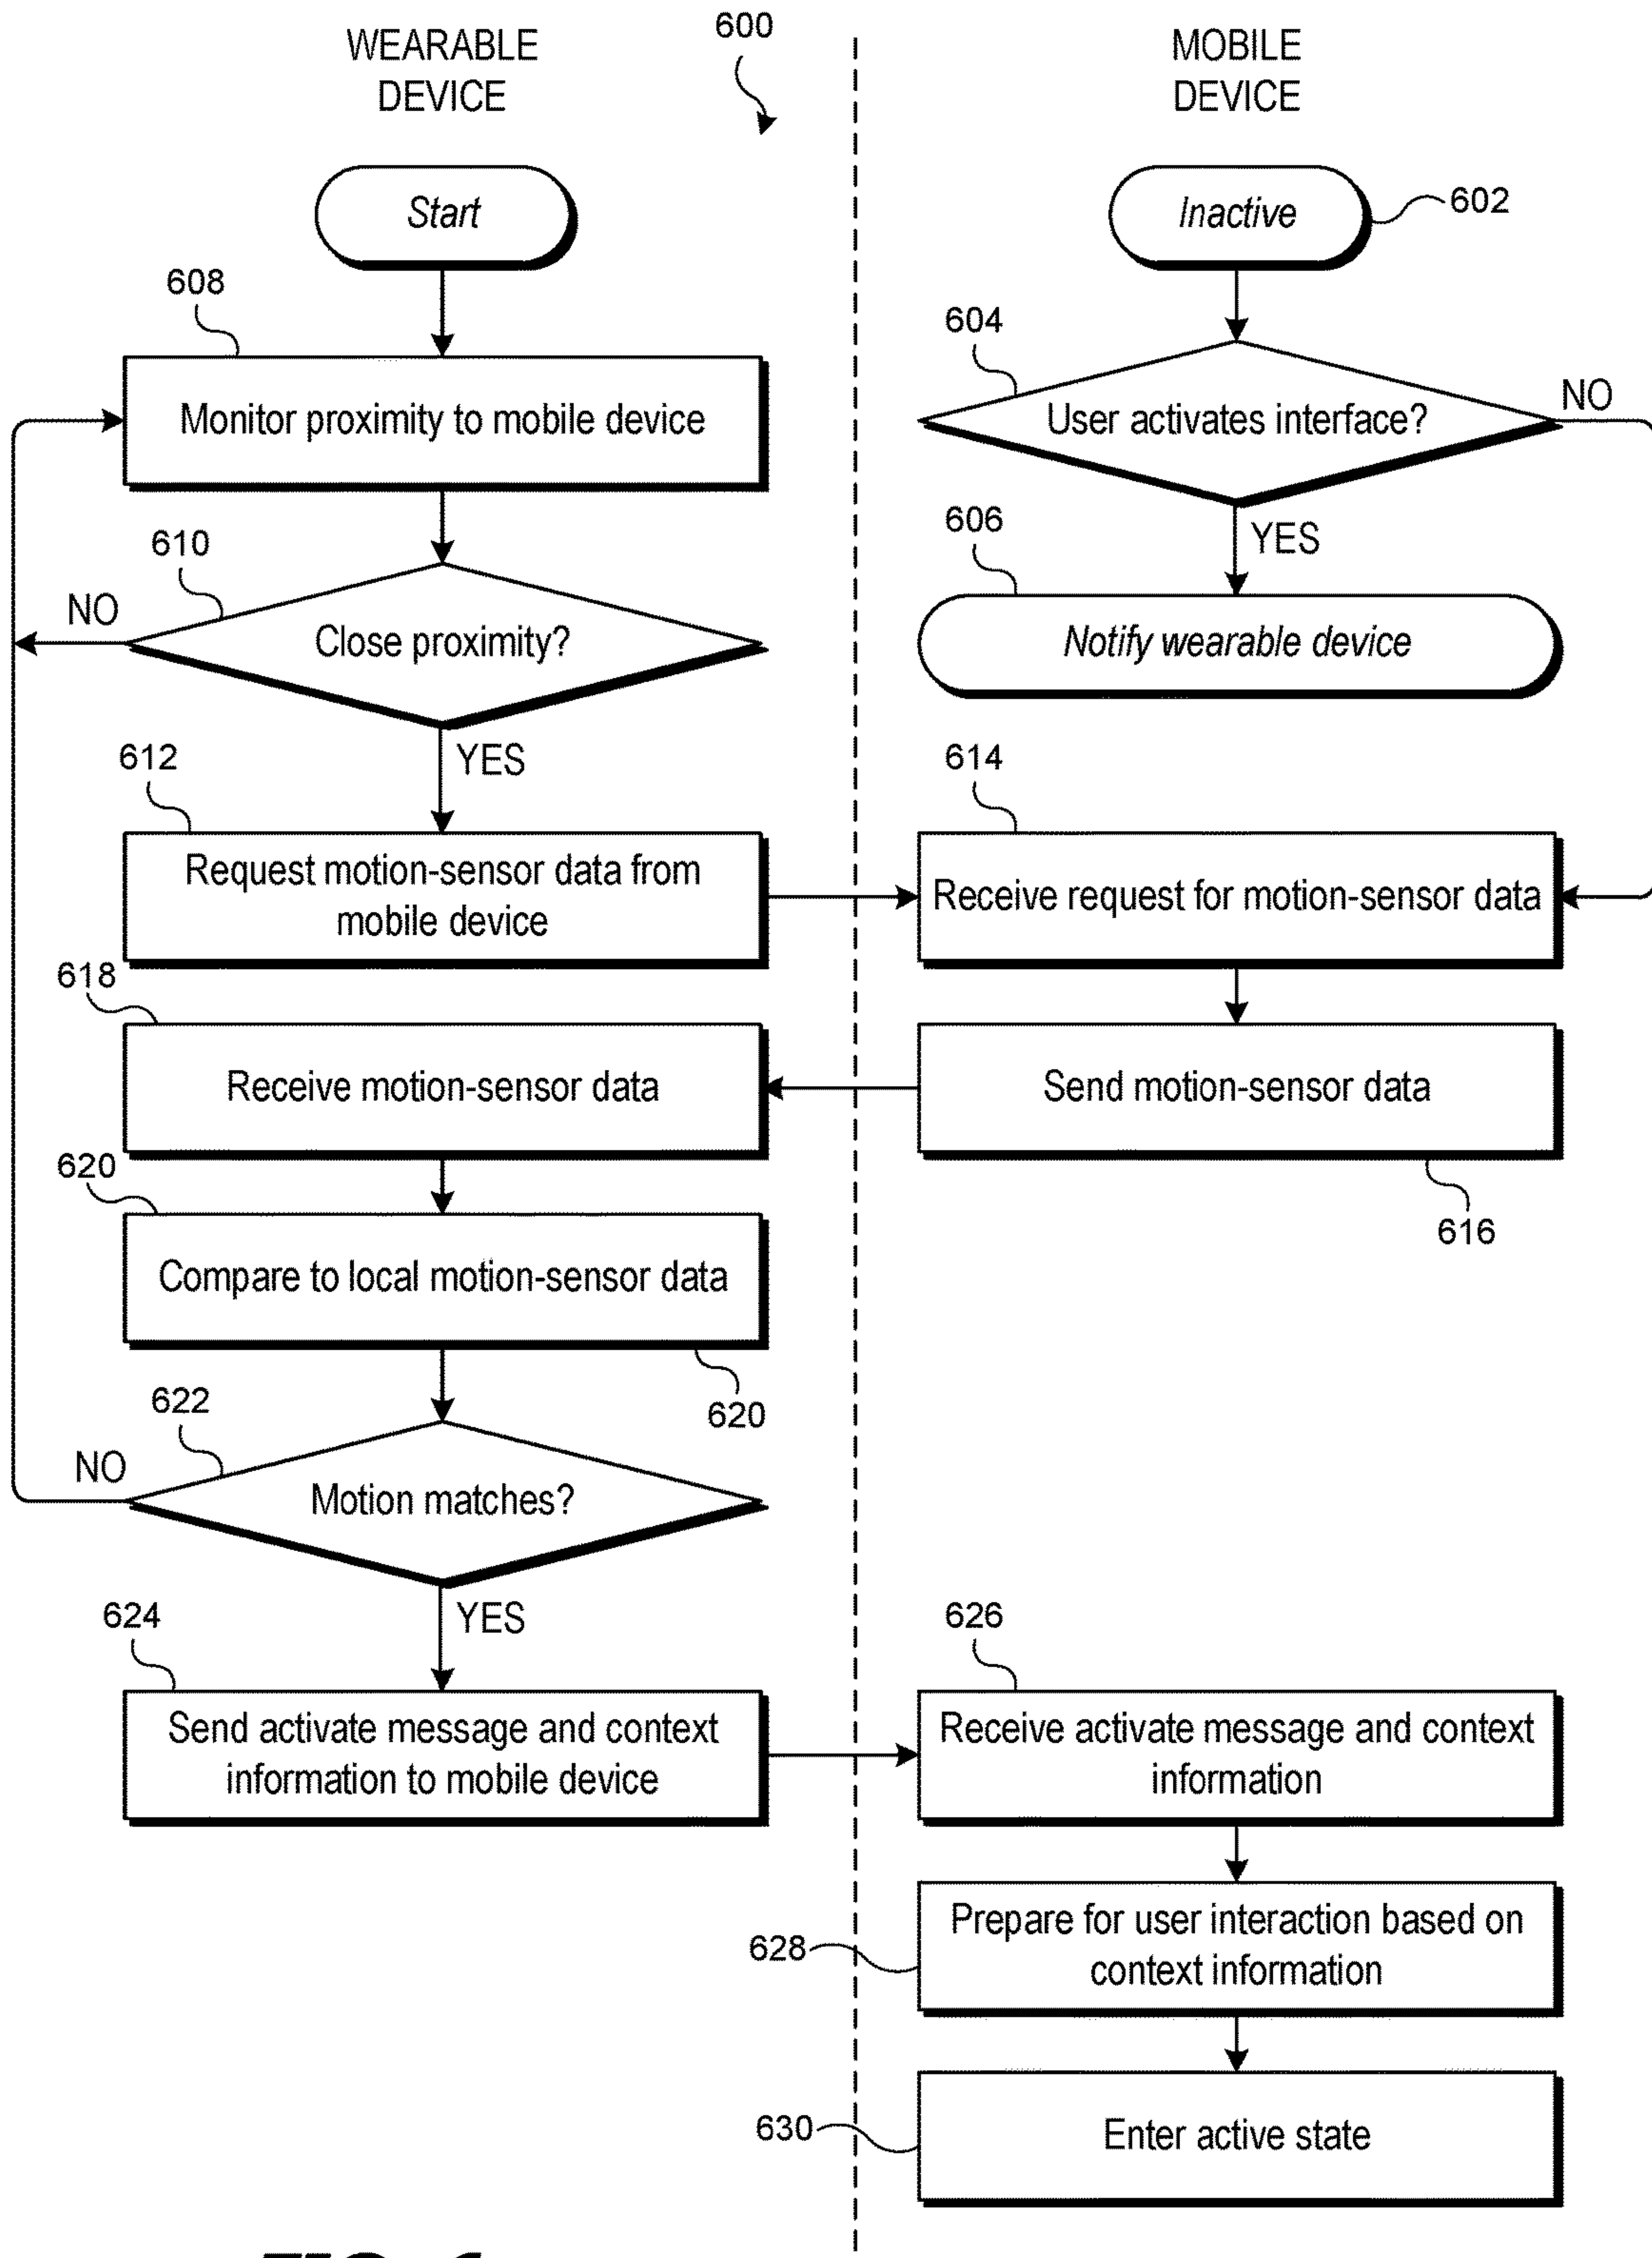 600
WEARABLE
DEVICE
MOBILE
DEVICE
Start
Inactive
602
608
604
Monitor proximity to mobile device
User activates interface?
NO
610
606
YES
NO
Close proximity?
Notify wearable device
612
YES
614
Request motion-sensor data from
mobile device
Receive request for motion-sensor data
618
Receive motion-sensor data
Send motion-sensor data
620
616
Compare to local motion-sensor data
622
620
NO
Motion matches?
624
YES
626
Send activate message and context
information to mobile device
Receive activate message and context
information
Prepare for user interaction based on
context information
628
630
Enter active state